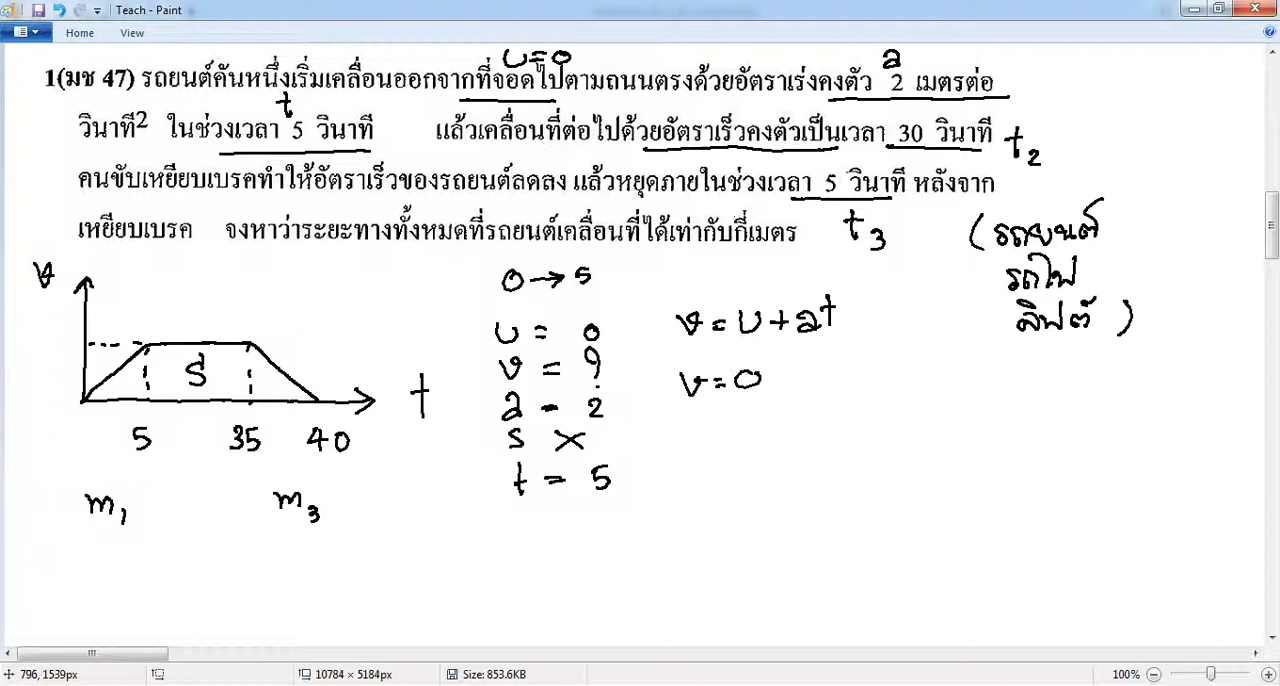 Teach - Paint
Home View
u = 0 a
1(มช 47) รถยนต์คันหนึ่งเริ่มเคลื่อนออกจากที่จอดไปตามถนนตรงด้วยอัตราเร่งคงตัว 2 เมตรต่อ
t
วินาที2 ในช่วงเวลา 5 วินาที แล้วเคลื่อนที่ต่อไปด้วยอัตราเร็วคงตัวเป็นเวลา 30 วินาที t2
คนขับเหยียบเบรคทำให้อัตราเร็วของรถยนต์ลดลง แล้วหยุดภายในช่วงเวลา 5 วินาที หลังจาก
เหยียบเบรค จงหาว่าระยะทางทั้งหมดที่รถยนต์เคลื่อนที่ได้เท่ากับกี่เมตร t3
(รถยนต์
รถไฟ
ลิฟต์)
v
S
t
5 35 40
m1 m3
0 → 5
u = 0
v = ?
a = 2
s ×
t = 5
v = u + at
v = 0
796, 1539px 10784 × 5184px Size: 853.6KB 100%